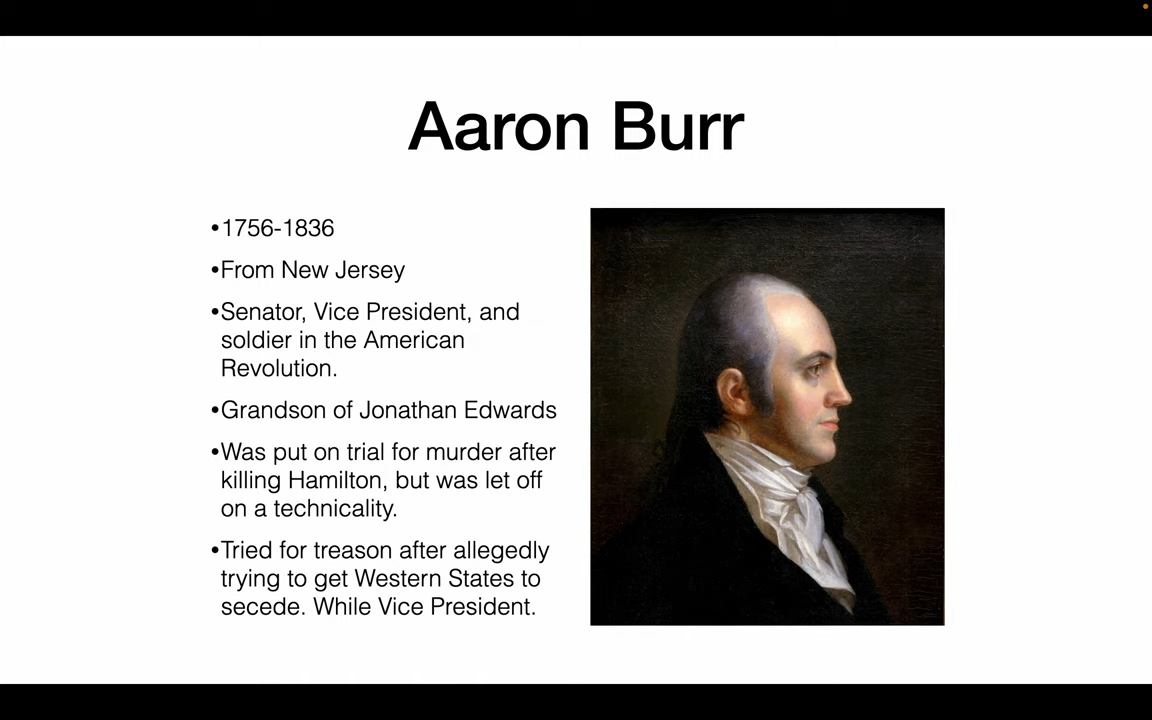 Aaron Burr
•1756-1836
•From New Jersey
•Senator, Vice President, and
soldier in the American
Revolution.
•Grandson of Jonathan Edwards
•Was put on trial for murder after
killing Hamilton, but was let off
on a technicality.
•Tried for treason after allegedly
trying to get Western States to
secede. While Vice President.